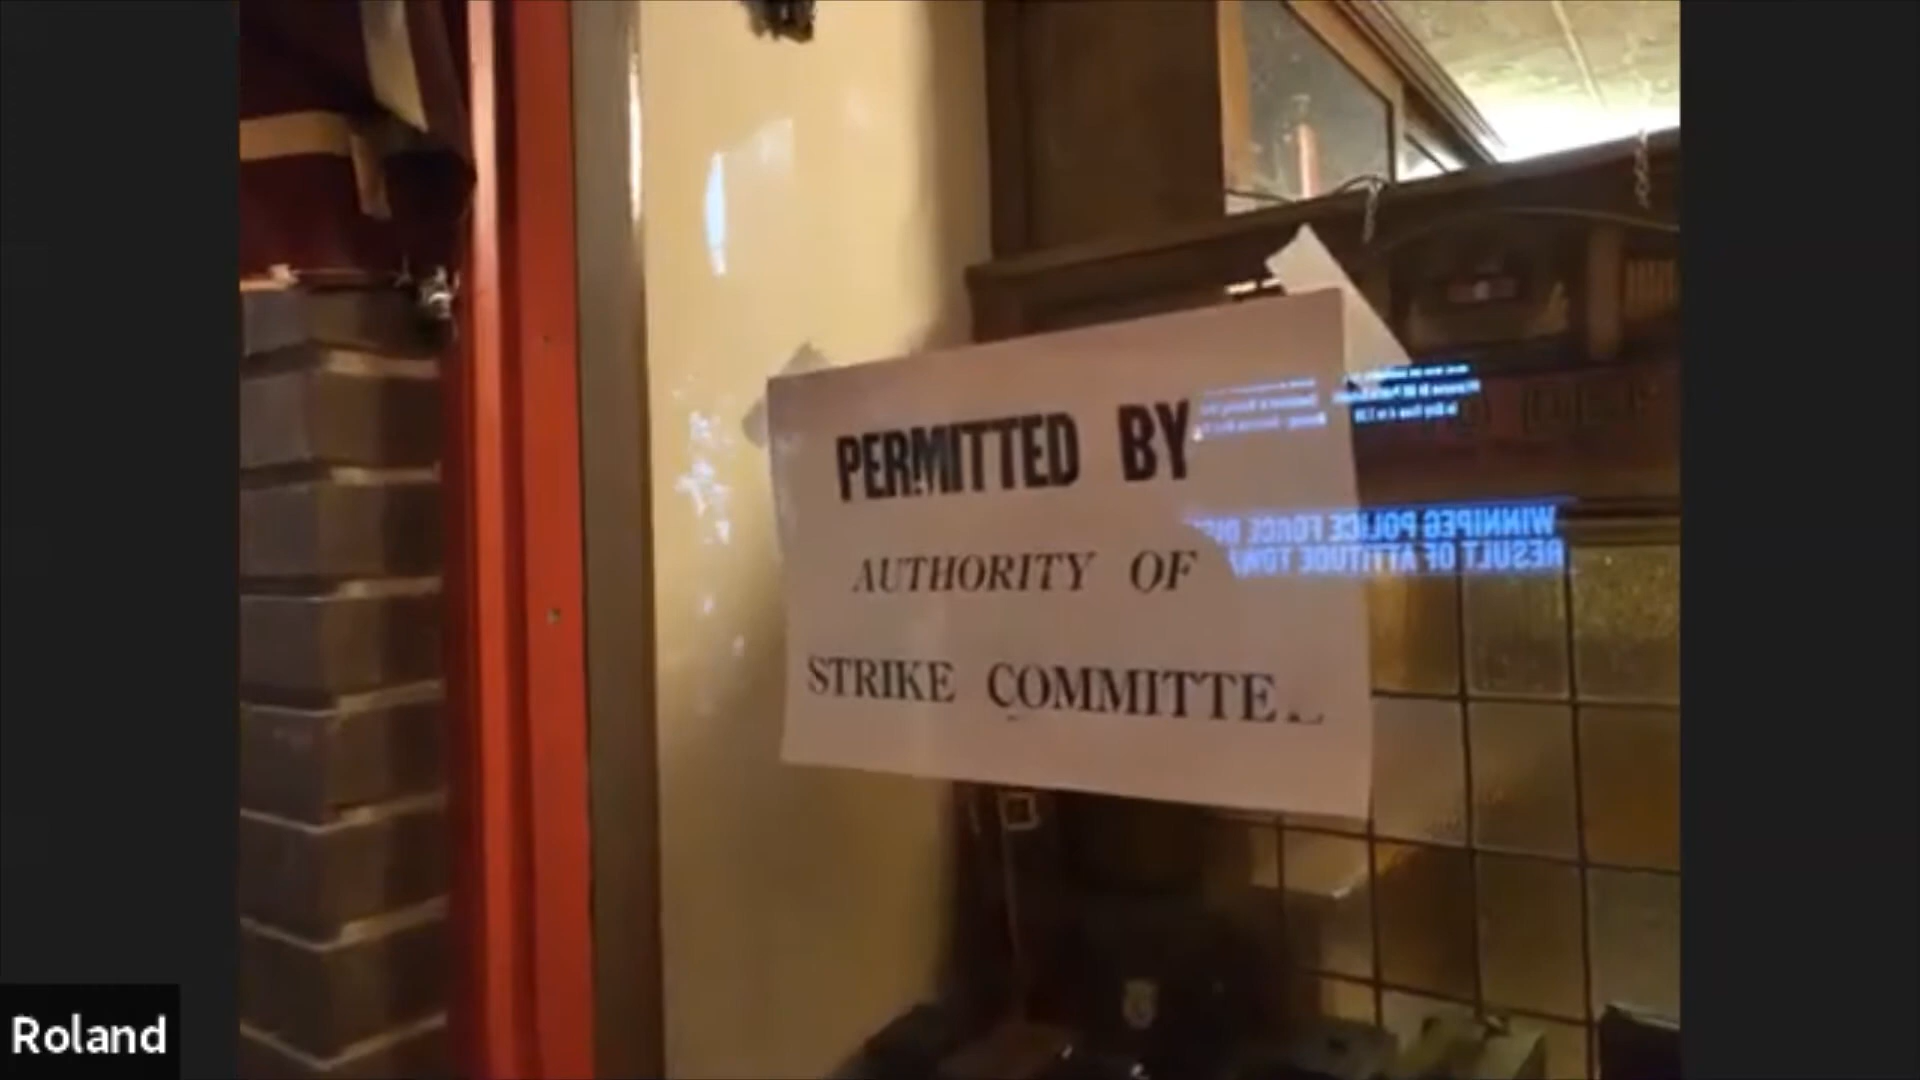 PERMITTED BY
AUTHORITY OF
STRIKE COMMITTE
WINNIPEG POLICE FORCE
RESULT OF ATTITUDE
Roland